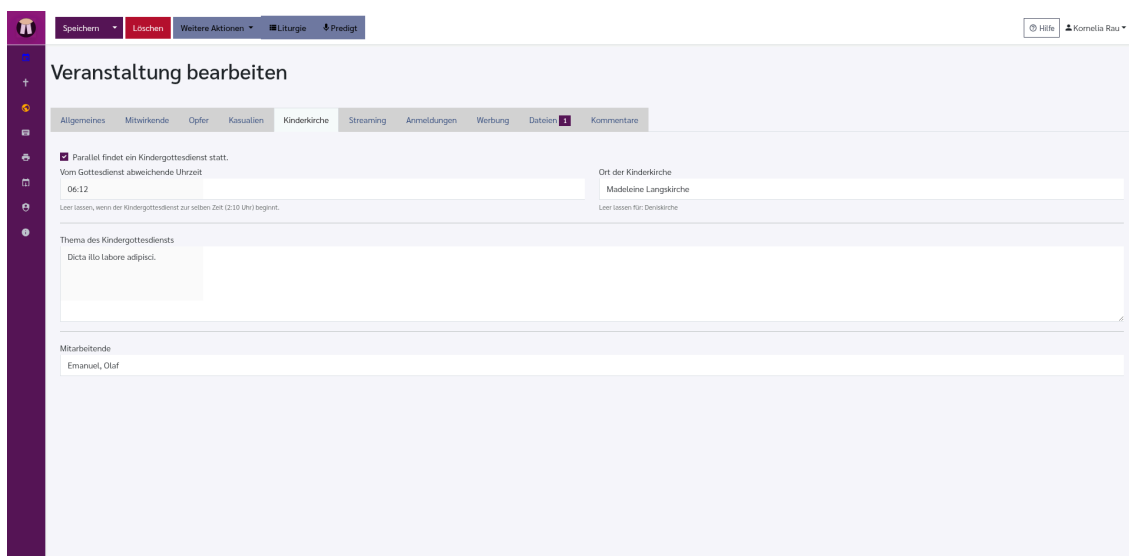 Speichern Löschen Weitere Aktionen Liturgie Predigt Hilfe Kornelia Rau
Veranstaltung bearbeiten
Allgemeines Mitwirkende Opfer Kasualien Kinderkirche Streaming Anmeldungen Werbung Dateien 1 Kommentare
Parallel findet ein Kindergottesdienst statt.
Vom Gottesdienst abweichende Uhrzeit Ort der Kinderkirche
06:12 Madeleine Langskirche
Leer lassen, wenn der Kindergottesdienst zur selben Zeit (2:10 Uhr) beginnt. Leer lassen für: Deniskirche
Thema des Kindergottesdiensts
Dicta illo labore adipisci.
Mitarbeitende
Emanuel, Olaf